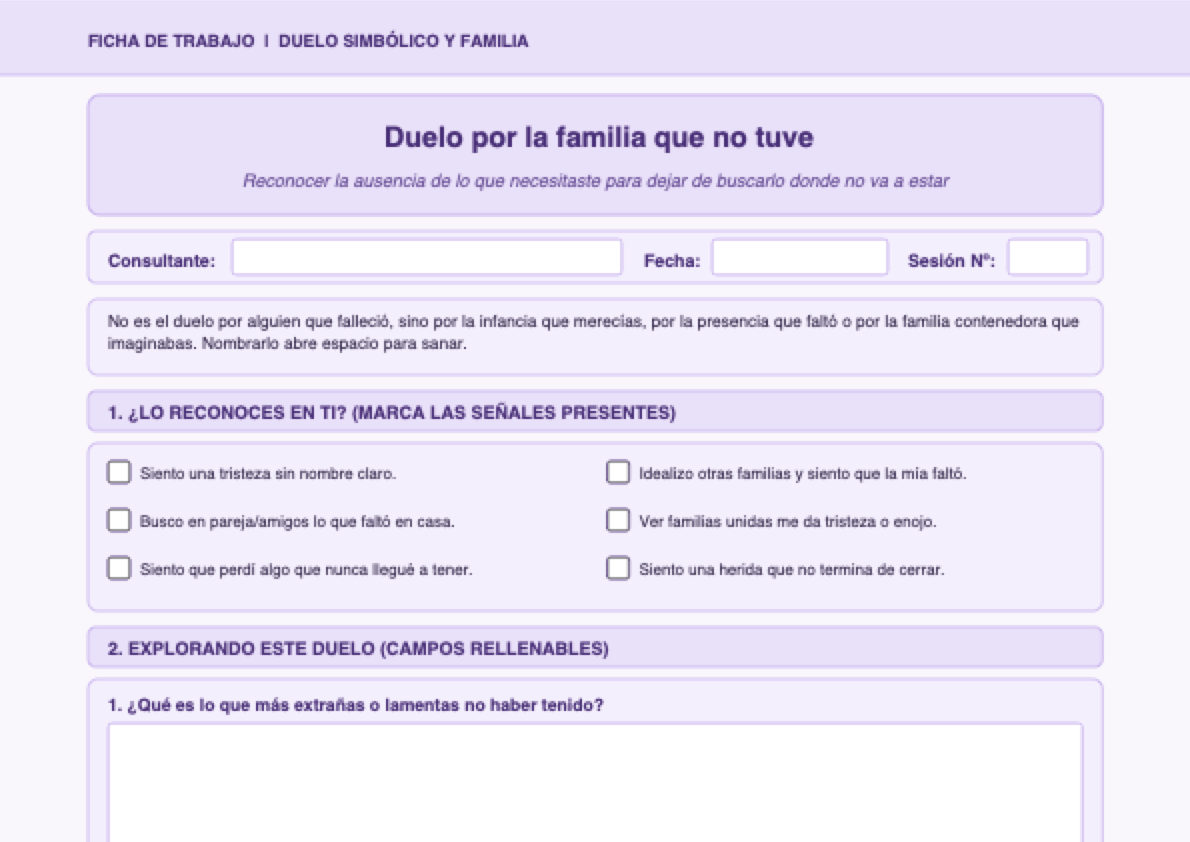 FICHA DE TRABAJO | DUELO SIMBÓLICO Y FAMILIA
Duelo por la familia que no tuve
Reconocer la ausencia de lo que necesitaste para dejar de buscarlo donde no va a estar
Consultante: Fecha: Sesión Nº:
No es el duelo por alguien que falleció, sino por la infancia que merecías, por la presencia que faltó o por la familia contenedora que
imaginabas. Nombrarlo abre espacio para sanar.
1. ¿LO RECONOCES EN TI? (MARCA LAS SEÑALES PRESENTES)
Siento una tristeza sin nombre claro.
Idealizo otras familias y siento que la mía faltó.
Busco en pareja/amigos lo que faltó en casa.
Ver familias unidas me da tristeza o enojo.
Siento que perdí algo que nunca llegué a tener.
Siento una herida que no termina de cerrar.
2. EXPLORANDO ESTE DUELO (CAMPOS RELLENABLES)
1. ¿Qué es lo que más extrañas o lamentas no haber tenido?